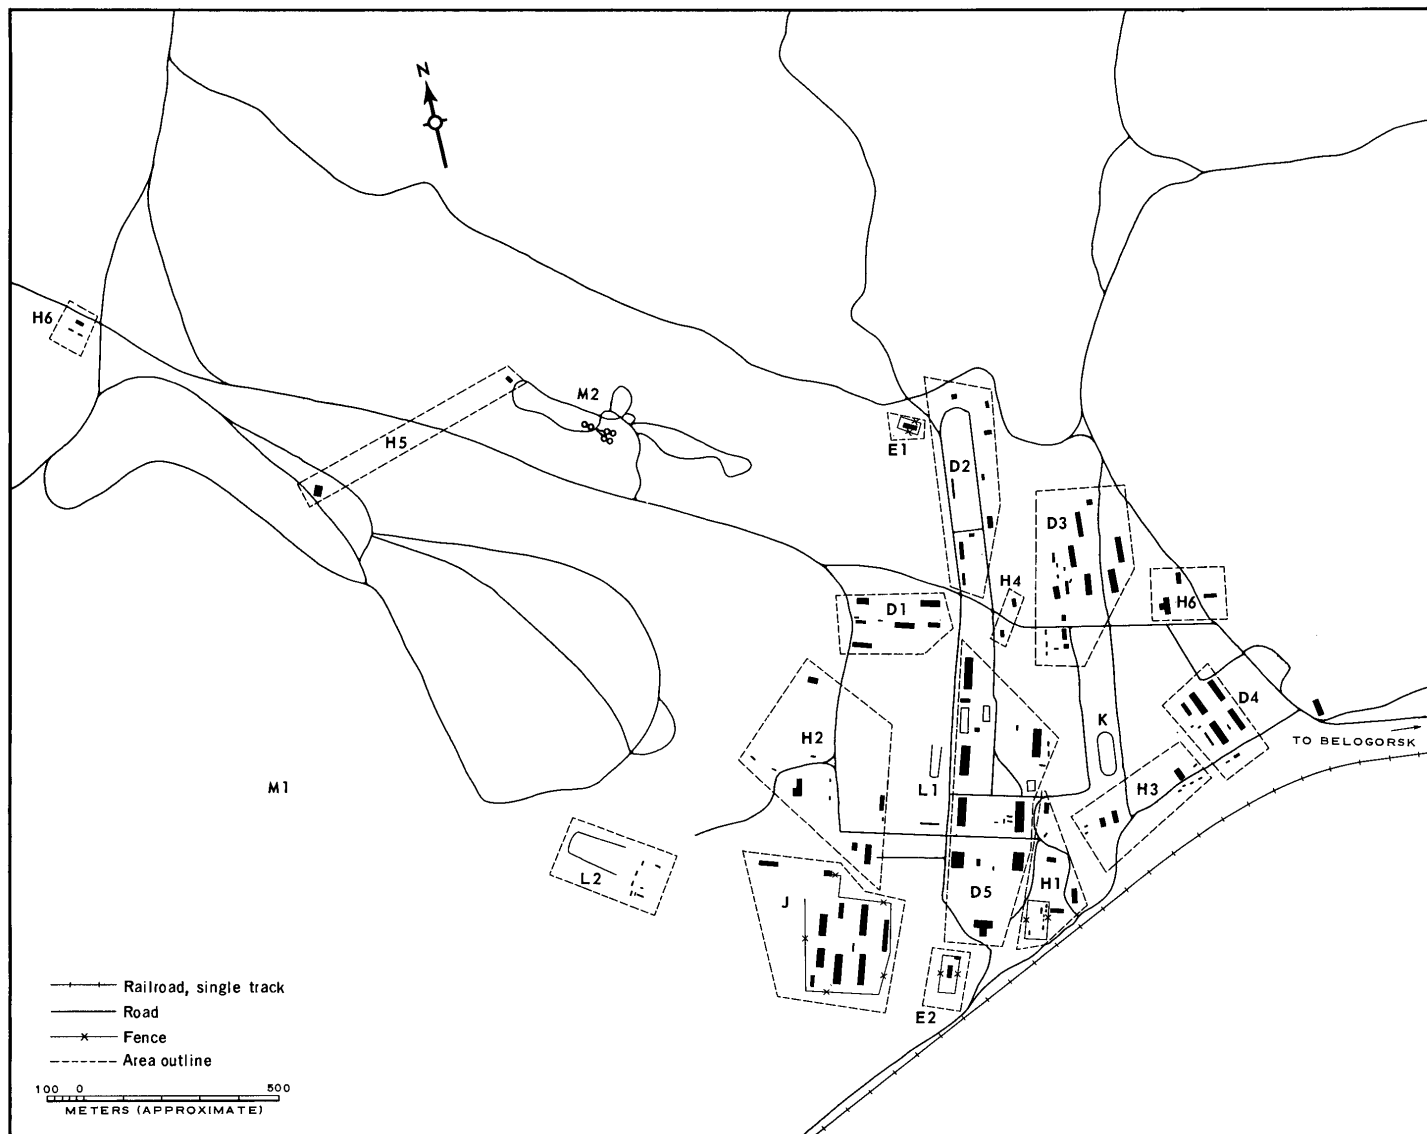 N
H6
M2
H5
E1
D2
D3
H4
H6
D1
D4
K
TO BELOGORSK
H2
L1
H3
M1
L2
H1
D5
J
E2
Railroad, single track
Road
Fence
Area outline
100 0 500
METERS (APPROXIMATE)